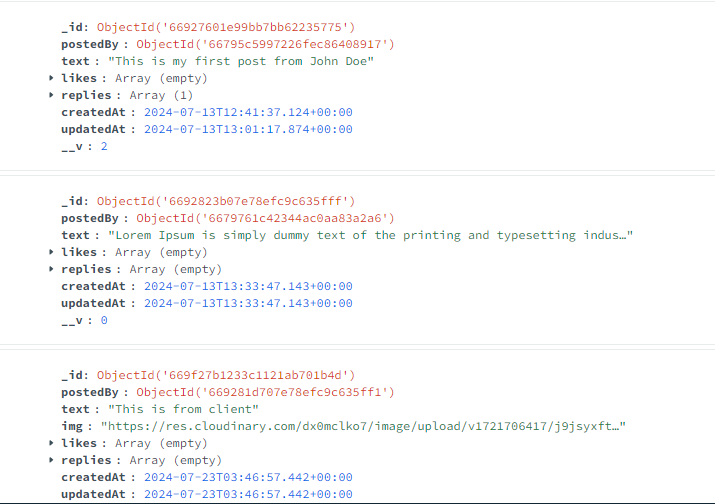 _id: ObjectId('66927601e99bb7bb62235775')
postedBy : ObjectId('66795c5997226fec86408917')
text : "This is my first post from John Doe"
likes : Array (empty)
replies : Array (1)
createdAt : 2024-07-13T12:41:37.124+00:00
updatedAt : 2024-07-13T13:01:17.874+00:00
__v : 2
_id: ObjectId('6692823b07e78efc9c635fff')
postedBy : ObjectId('6679761c42344ac0aa83a2a6')
text : "Lorem Ipsum is simply dummy text of the printing and typesetting indus…"
likes : Array (empty)
replies : Array (empty)
createdAt : 2024-07-13T13:33:47.143+00:00
updatedAt : 2024-07-13T13:33:47.143+00:00
__v : 0
_id: ObjectId('669f27b1233c1121ab701b4d')
postedBy : ObjectId('669281d707e78efc9c635ff1')
text : "This is from client"
img : "https://res.cloudinary.com/dx0mclko7/image/upload/v1721706417/j9jsyxft…"
likes : Array (empty)
replies : Array (empty)
createdAt : 2024-07-23T03:46:57.442+00:00
updatedAt : 2024-07-23T03:46:57.442+00:00